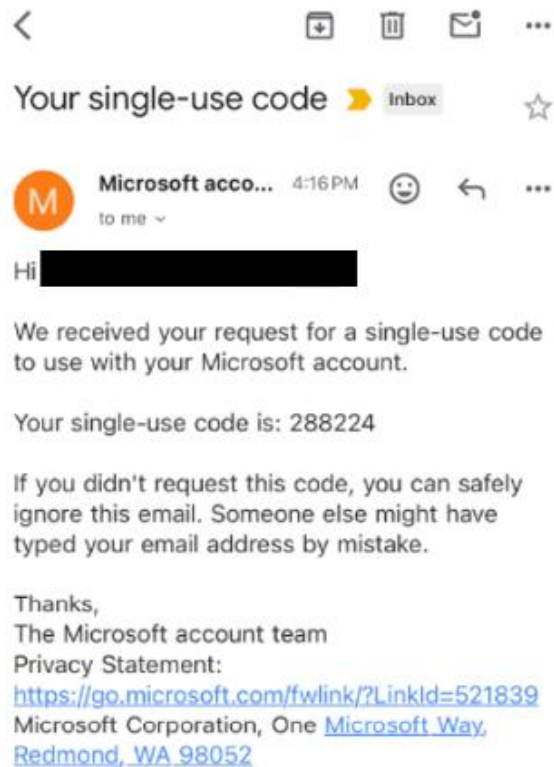 Your single-use code Inbox
M
Microsoft acco... 4:16 PM
to me
Hi
We received your request for a single-use code
to use with your Microsoft account.
Your single-use code is: 288224
If you didn't request this code, you can safely
ignore this email. Someone else might have
typed your email address by mistake.
Thanks,
The Microsoft account team
Privacy Statement:
https://go.microsoft.com/fwlink/?LinkId=521839
Microsoft Corporation, One Microsoft Way,
Redmond, WA 98052